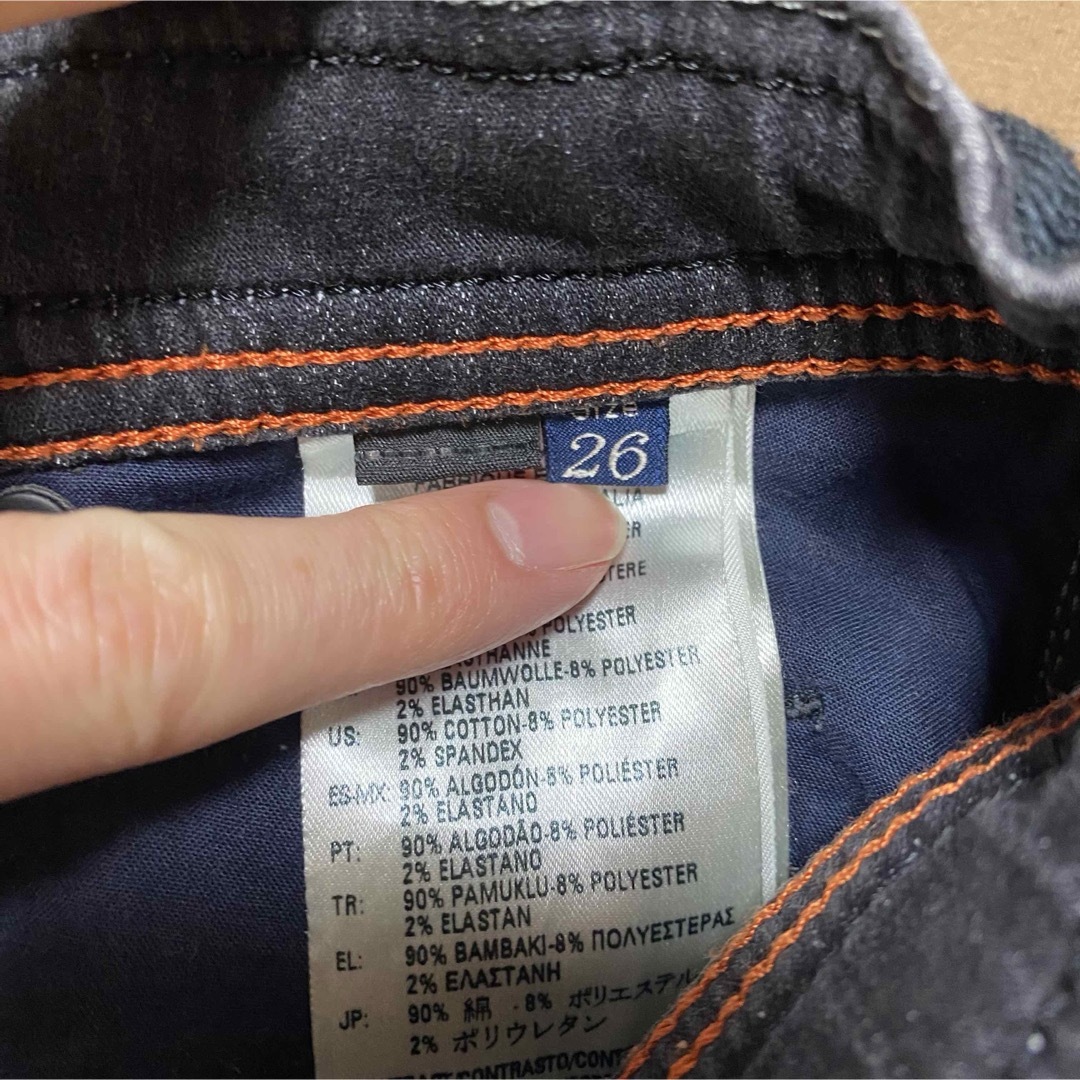 Size
26
FABRIQUE
POLYESTER
90% BAUMWOLLE-8% POLYESTER
2% ELASTHAN
US: 90% COTTON-8% POLYESTER
2% SPANDEX
ES-MX: 90% ALGODÓN-8% POLIÉSTER
2% ELASTANO
PT: 90% ALGODÃO-8% POLIÉSTER
2% ELASTANO
TR: 90% PAMUKLU-8% POLYESTER
2% ELASTAN
EL: 90% ΒΑΜΒΑΚΙ-8% ΠΟΛΥΕΣΤΕΡΑΣ
2% ΕΛΑΣΤΑΝΗ
JP: 90% 綿 -8% ポリエステル
2% ポリウレタン